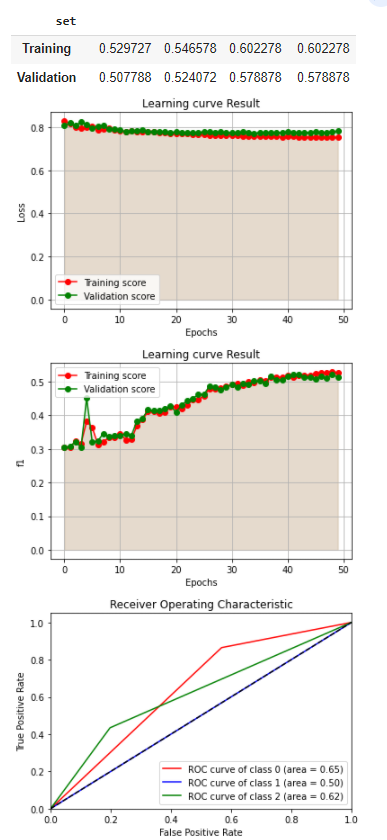 set
Training 0.529727 0.546578 0.602278 0.602278
Validation 0.507788 0.524072 0.578878 0.578878
Learning curve Result
0.8
0.6
0.4
0.2
0.0
Loss
Training score
Validation score
0 10 20 30 40 50
Epochs
Learning curve Result
0.5
0.4
0.3
0.2
0.1
0.0
f1
Training score
Validation score
0 10 20 30 40 50
Epochs
Receiver Operating Characteristic
1.0
0.8
0.6
0.4
0.2
0.0
True Positive Rate
ROC curve of class 0 (area = 0.65)
ROC curve of class 1 (area = 0.50)
ROC curve of class 2 (area = 0.62)
0.0 0.2 0.4 0.6 0.8 1.0
False Positive Rate